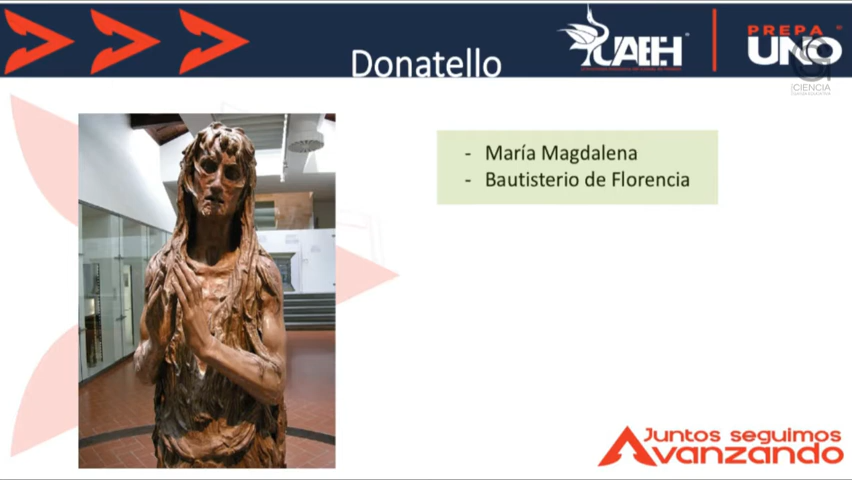 Donatello
UAEH
PREPA
UNO
CIENCIA
- María Magdalena
- Bautisterio de Florencia
Juntos seguimos
Avanzando